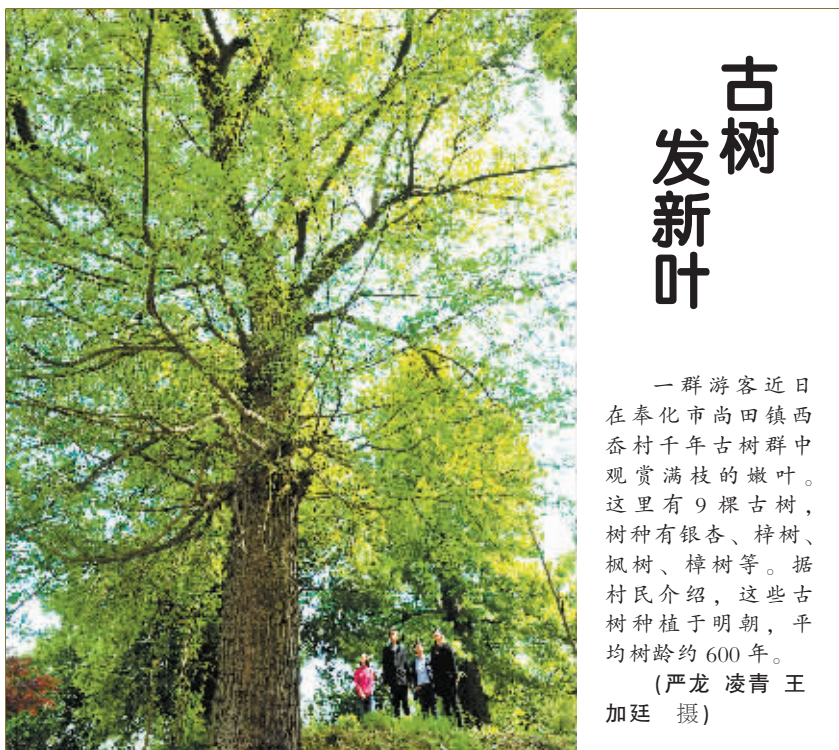 古树
发新叶
一群游客近日
在奉化市尚田镇西
岙村千年古树群中
观赏满枝的嫩叶。
这里有 9 棵古树，
树种有银杏、梓树、
枫树、樟树等。据
村民介绍，这些古
树种植于明朝，平
均树龄约 600 年。
(严龙 凌青 王
加廷 摄)